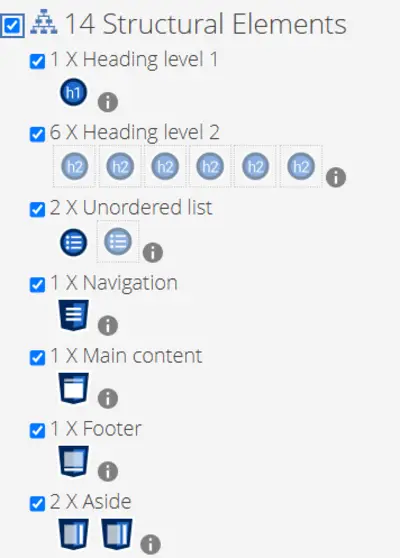 14 Structural Elements
1 X Heading level 1
h1
6 X Heading level 2
h2 h2 h2 h2 h2 h2
2 X Unordered list
1 X Navigation
1 X Main content
1 X Footer
2 X Aside